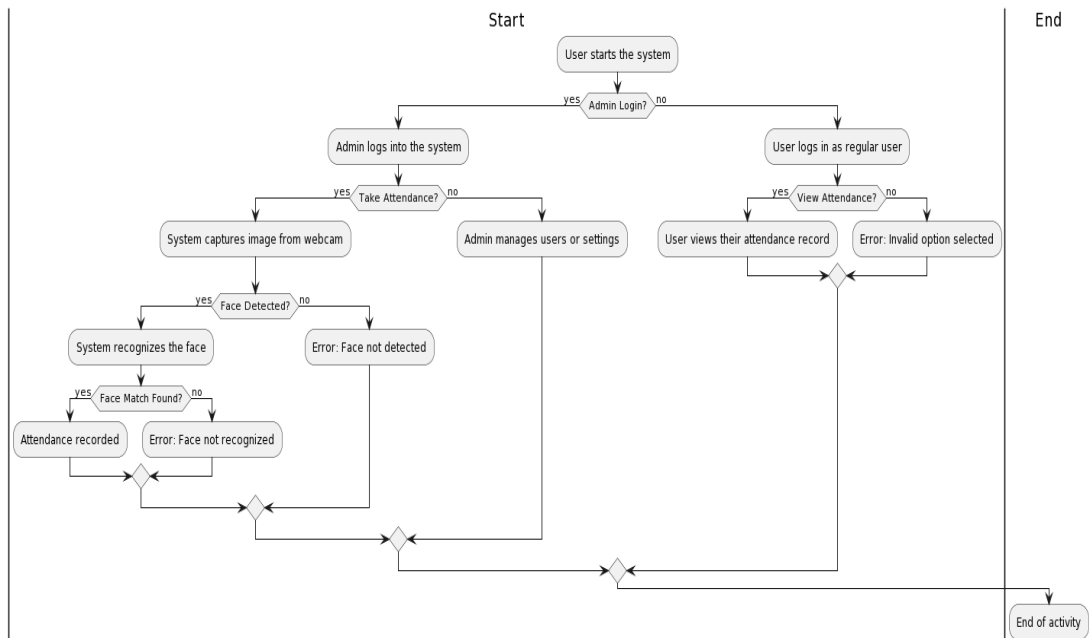 Start
End
User starts the system
yes
Admin Login?
no
Admin logs into the system
User logs in as regular user
yes
Take Attendance?
no
yes
View Attendance?
no
System captures image from webcam
Admin manages users or settings
User views their attendance record
Error: Invalid option selected
yes
Face Detected?
no
System recognizes the face
Error: Face not detected
yes
Face Match Found?
no
Attendance recorded
Error: Face not recognized
End of activity